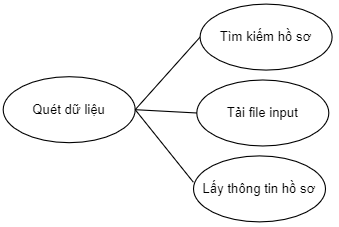 Tìm kiếm hồ sơ
Quét dữ liệu
Tải file input
Lấy thông tin hồ sơ